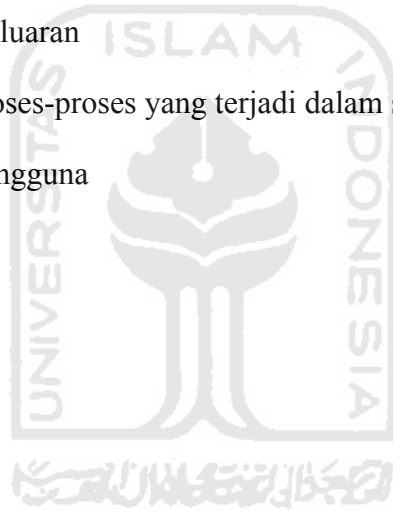 luaran
ISLAM
oses-proses yang terjadi dalam s
ngguna
UNIVERSITAS
INDONESIA